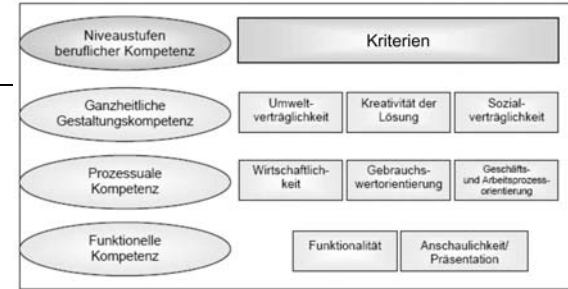 Niveaustufen
beruflicher Kompetenz
Kriterien
Ganzheitliche
Gestaltungskompetenz
Umwelt-
verträglichkeit
Kreativität der
Lösung
Sozial-
verträglichkeit
Prozessuale
Kompetenz
Wirtschaftlich-
keit
Gebrauchs-
wertorientierung
Geschäfts-
und Arbeitsprozess-
orientierung
Funktionelle
Kompetenz
Funktionalität
Anschaulichkeit/
Präsentation